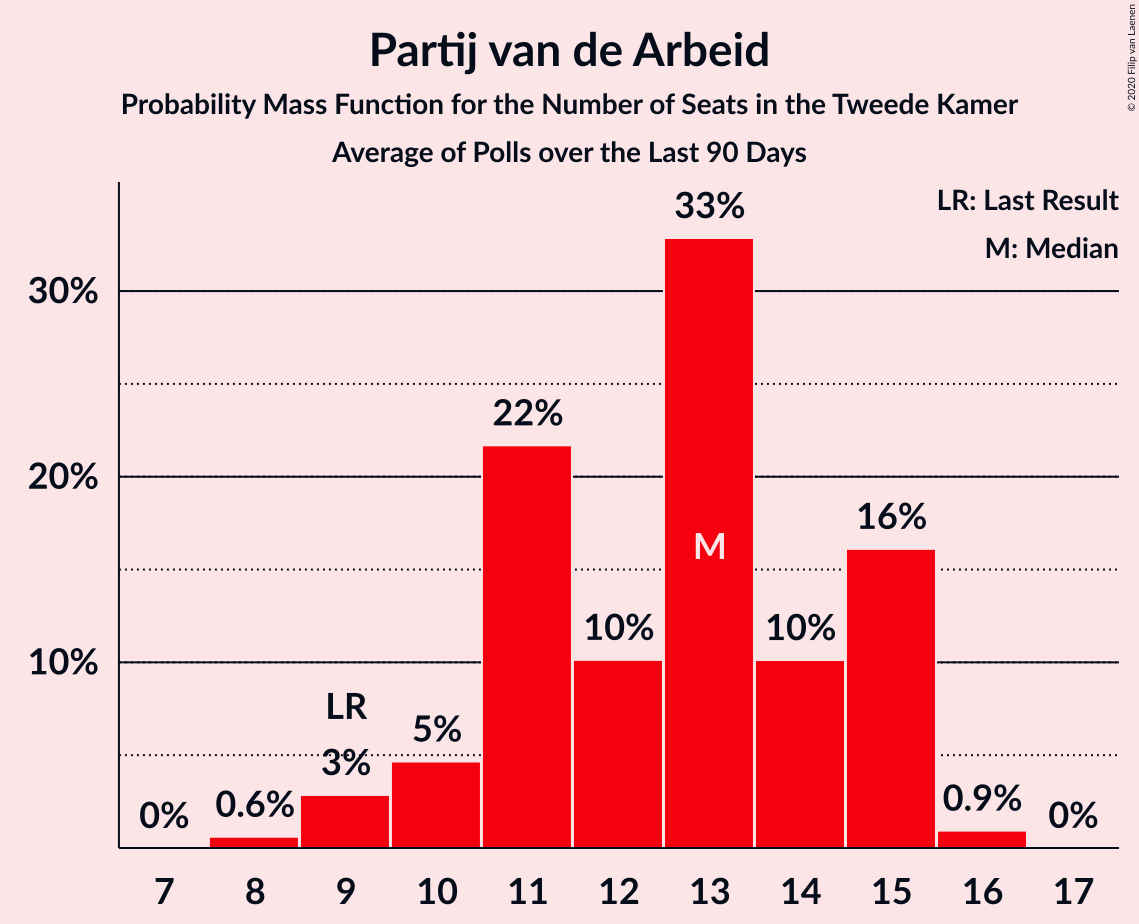 Partij van de Arbeid
Probability Mass Function for the Number of Seats in the Tweede Kamer
Average of Polls over the Last 90 Days
© 2020 Filip van Laenen
LR: Last Result
M: Median
30%
20%
10%
0%
0.6%
LR
3%
5%
22%
10%
33%
M
10%
16%
0.9%
0%
7 8 9 10 11 12 13 14 15 16 17